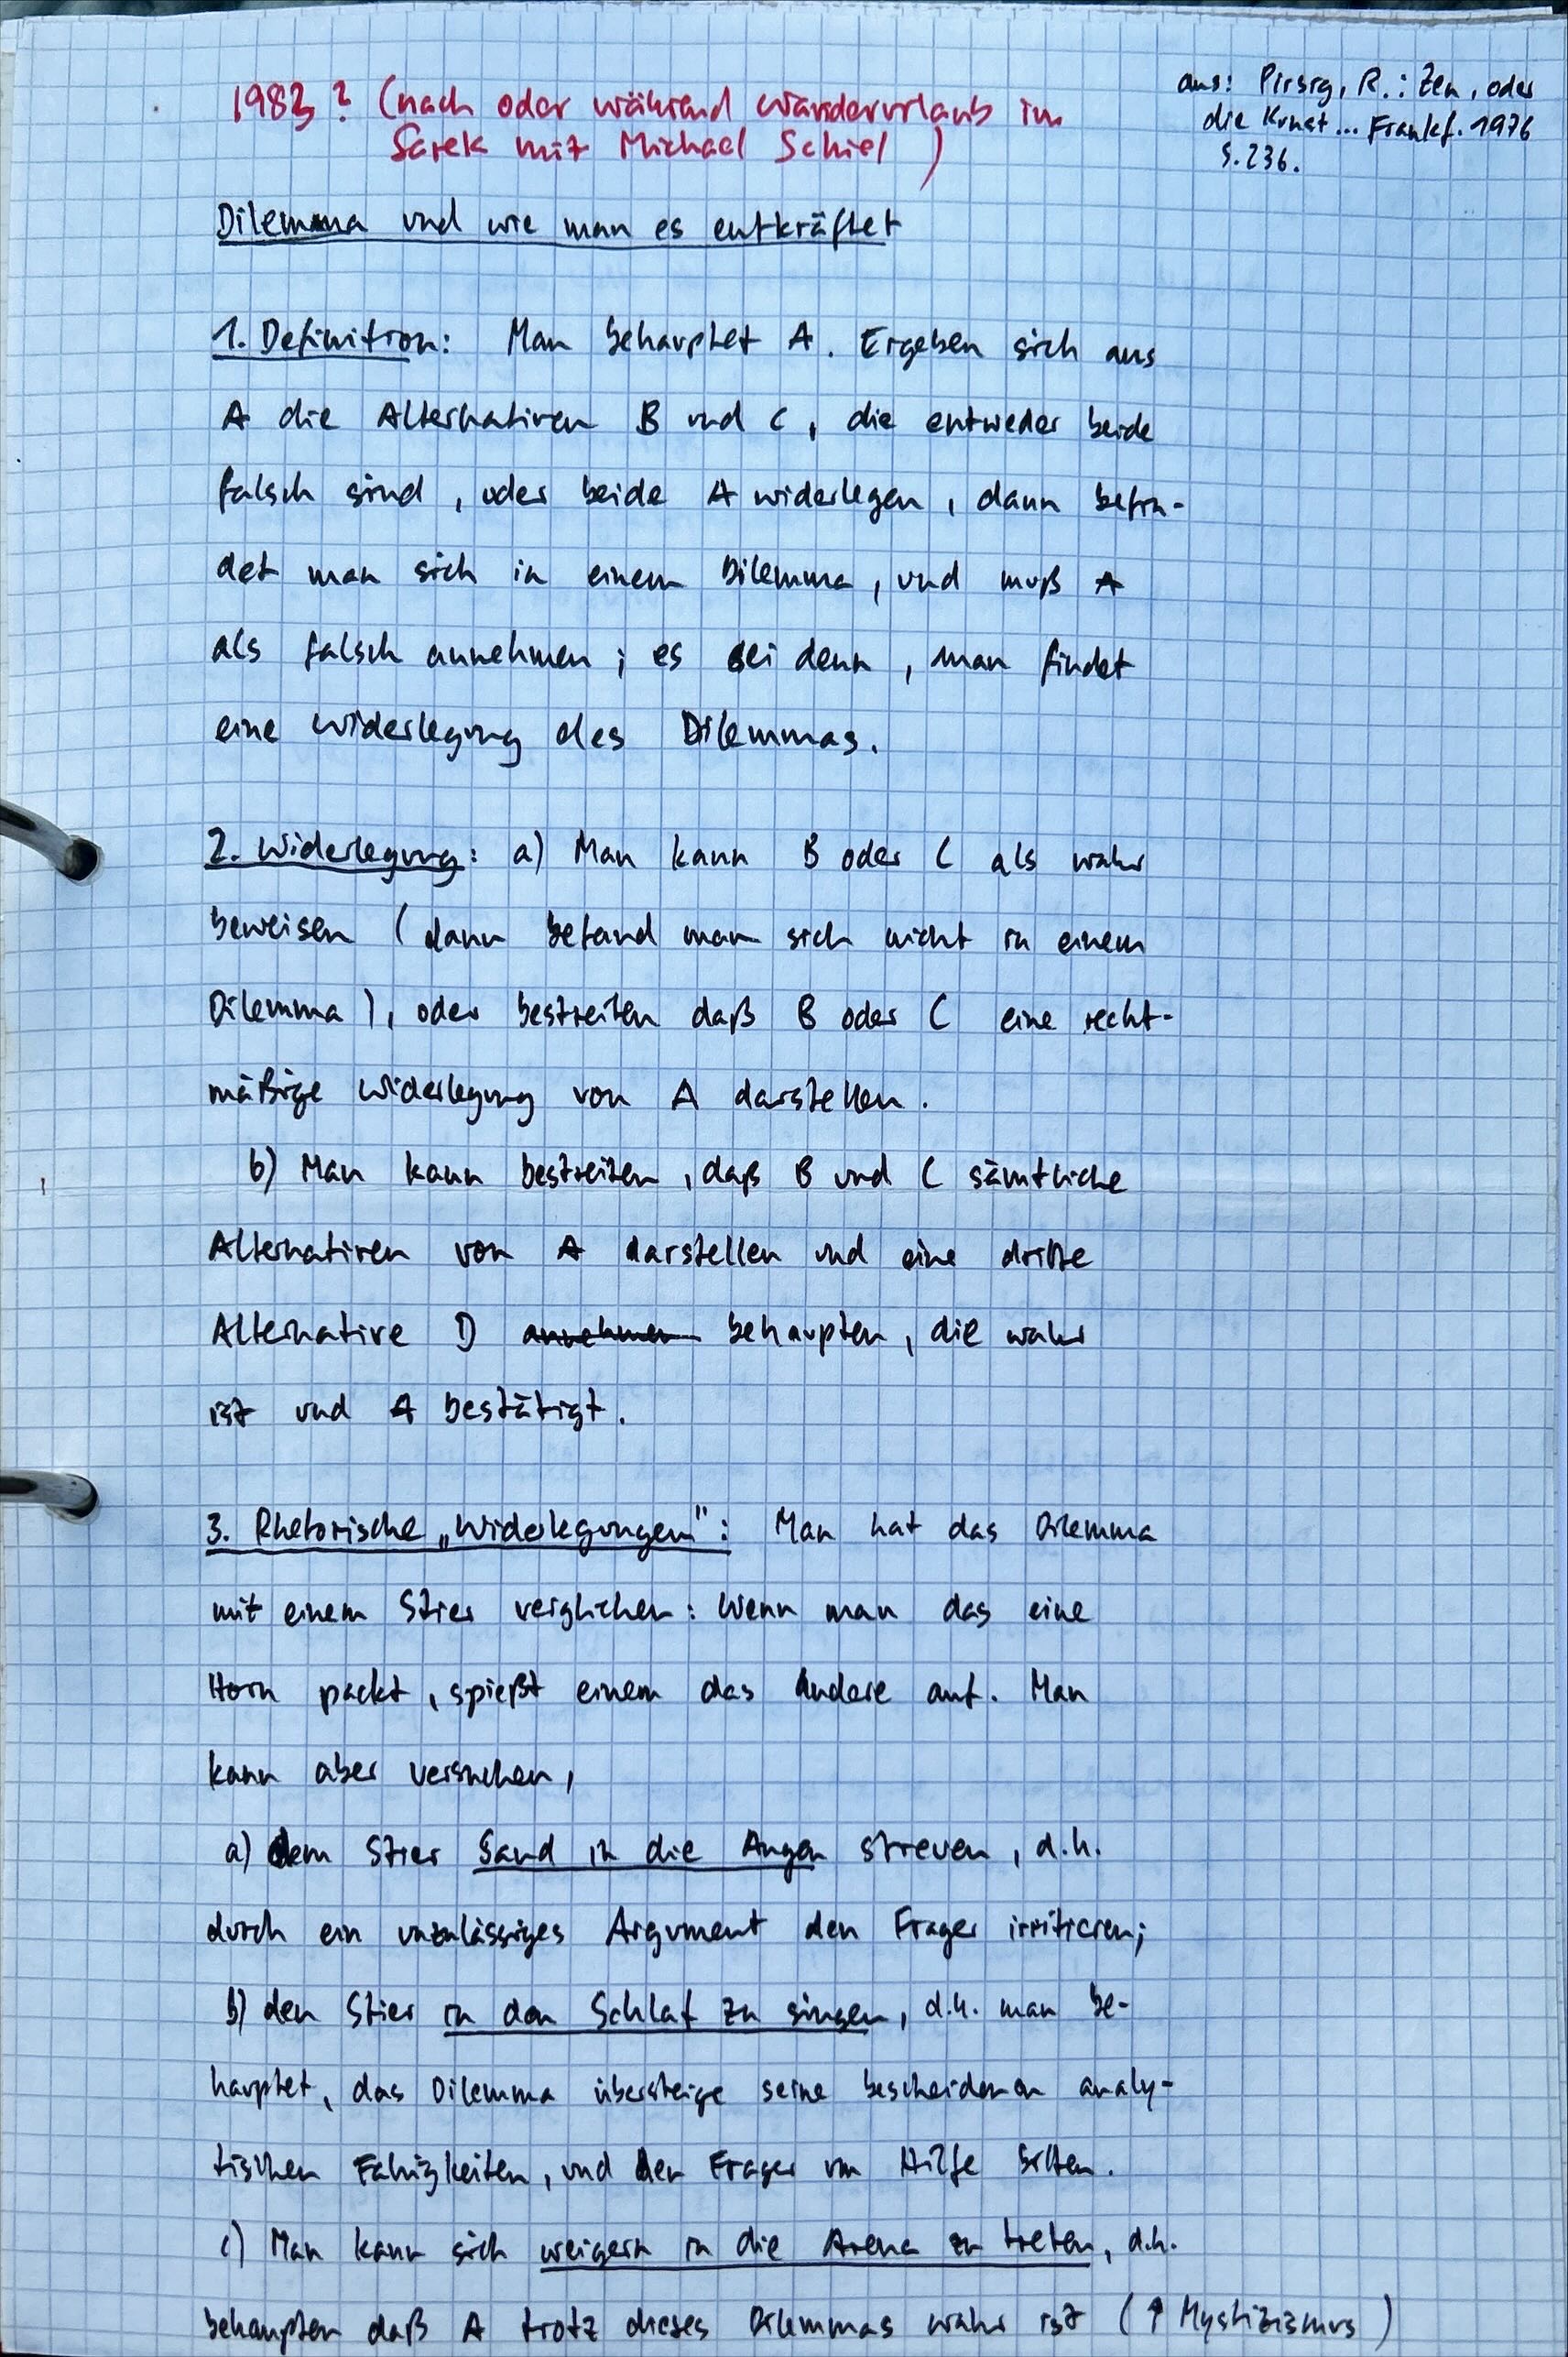 1983? (nach oder während Wanderurlaub im
Sarek mit Michael Schiel)
aus: Pirsig, R.: Zen, oder
die Kunst... Frankf. 1976
S. 236.
Dilemma und wie man es entkräftet
1. Definition: Man behauptet A. Ergeben sich aus
A die Alternativen B und C, die entweder beide
falsch sind, oder beide A widerlegen, dann befin-
det man sich in einem Dilemma, und muß A
als falsch annehmen; es sei denn, man findet
eine Widerlegung des Dilemmas.
2. Widerlegung: a) Man kann B oder C als wahr
beweisen (dann befand man sich nicht in einem
Dilemma), oder bestreiten daß B oder C eine recht-
mäßige Widerlegung von A darstellen.
b) Man kann bestreiten, daß B und C sämtliche
Alternativen von A darstellen und eine dritte
Alternative D annehmen behaupten, die wahr
ist und A bestätigt.
3. Rhetorische „Widerlegungen": Man hat das Dilemma
mit einem Stier verglichen: Wenn man das eine
Horn packt, spießt einem das andere auf. Man
kann aber versuchen,
a) dem Stier Sand in die Augen streuen, d.h.
durch ein unzulässiges Argument den Frager irritieren;
b) den Stier in den Schlaf zu singen, d.h. man be-
hauptet, das Dilemma übersteige seine bescheidenen analy-
tischen Fähigkeiten, und den Frager um Hilfe bitten.
c) Man kann sich weigern in die Arena zu treten, d.h.
behaupten daß A trotz dieses Dilemmas wahr ist (↑ Mystizismus)